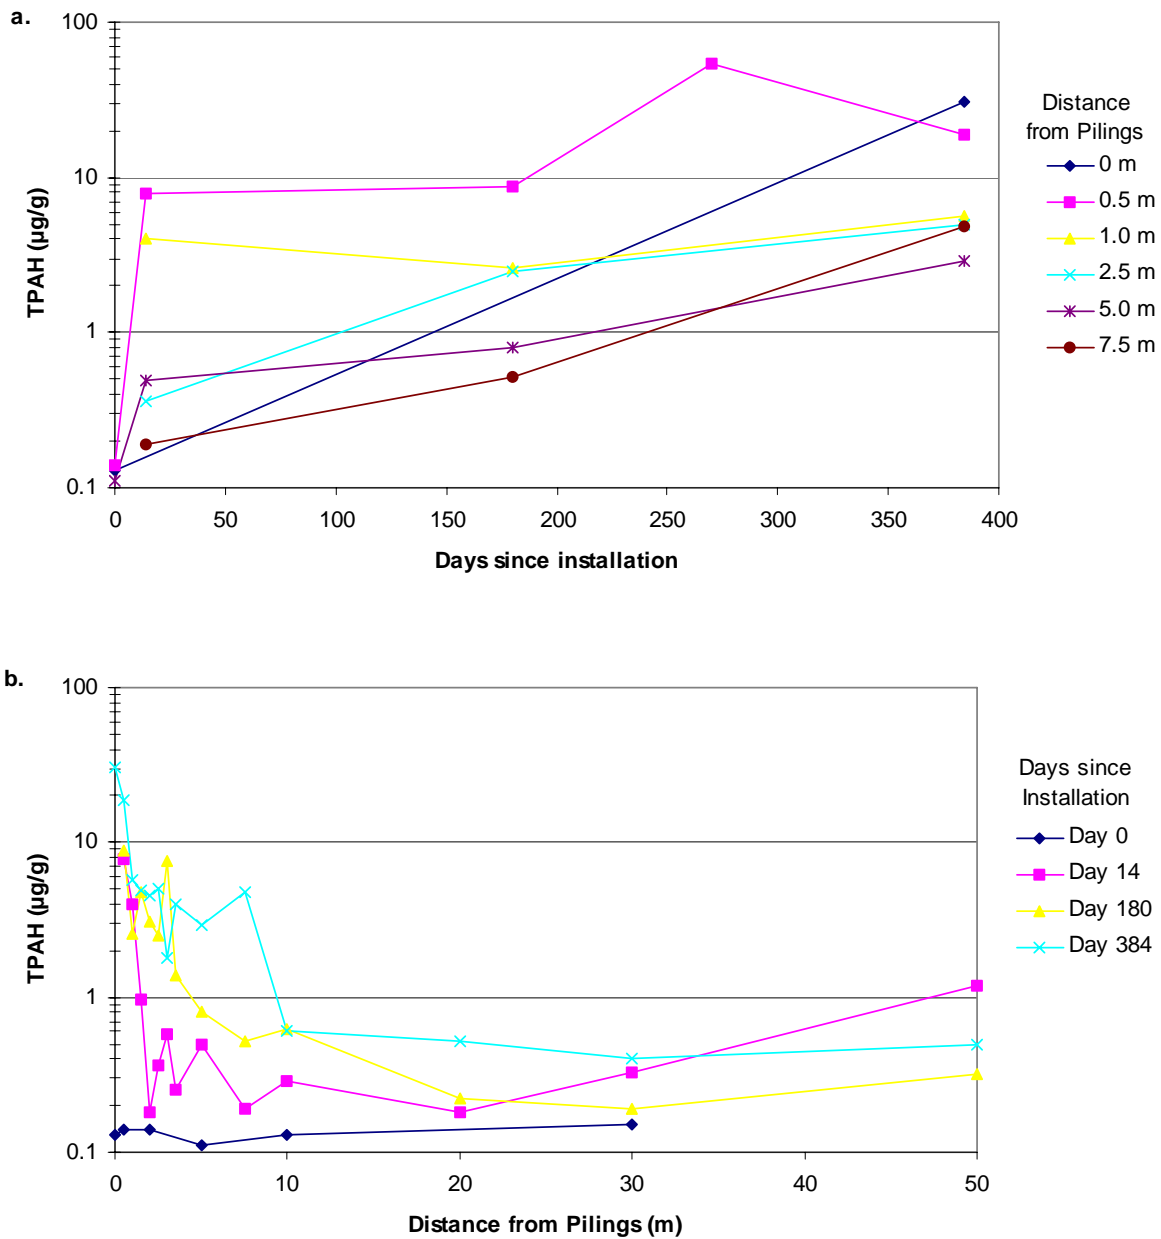 a.
100
10
1
0.1
TPAH (µg/g)
0 50 100 150 200 250 300 350 400
Days since installation
Distance
from Pilings
0 m
0.5 m
1.0 m
2.5 m
5.0 m
7.5 m
b.
100
10
1
0.1
TPAH (µg/g)
0 10 20 30 40 50
Distance from Pilings (m)
Days since
Installation
Day 0
Day 14
Day 180
Day 384